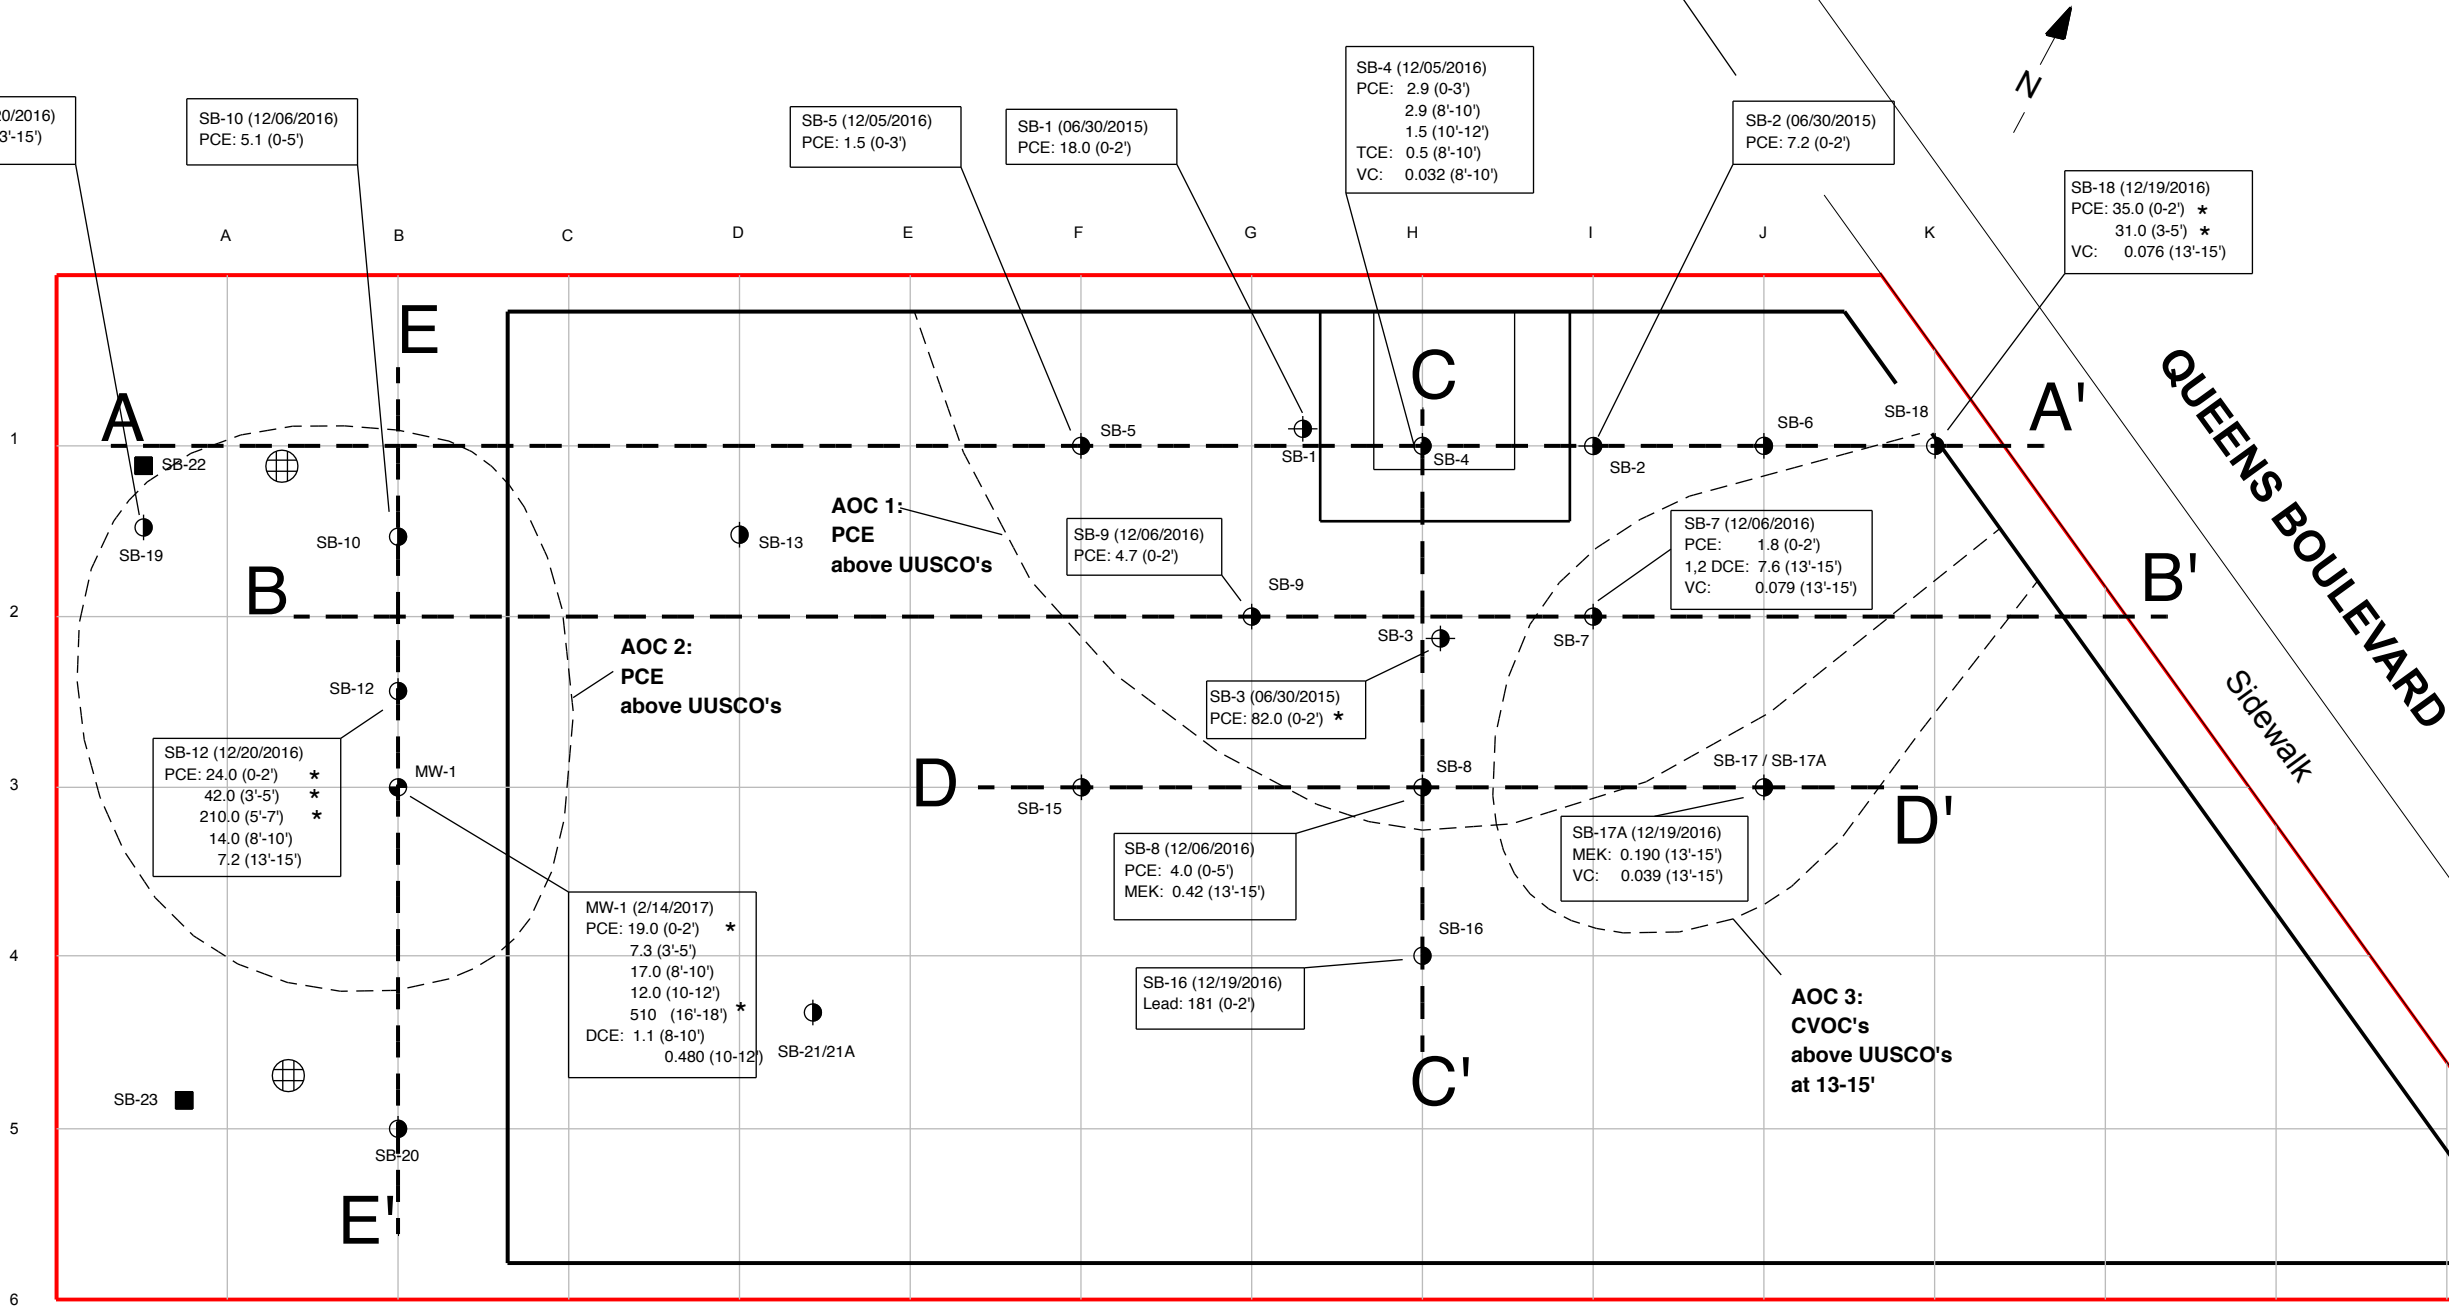 20/2016)
3'-15')
SB-10 (12/06/2016)
PCE: 5.1 (0-5')
SB-5 (12/05/2016)
PCE: 1.5 (0-3')
SB-1 (06/30/2015)
PCE: 18.0 (0-2')
SB-4 (12/05/2016)
PCE: 2.9 (0-3')
2.9 (8'-10')
1.5 (10'-12')
TCE: 0.5 (8'-10')
VC: 0.032 (8'-10')
SB-2 (06/30/2015)
PCE: 7.2 (0-2')
N
SB-18 (12/19/2016)
PCE: 35.0 (0-2') *
31.0 (3-5') *
VC: 0.076 (13'-15')
A B C D E F G H I J K
E
C
A
A'
1
SB-22
SB-5
SB-1
SB-4
SB-2
SB-6
SB-18
QUEENS BOULEVARD
Sidewalk
SB-19
SB-10
SB-13
AOC 1:
PCE
above UUSCO's
SB-9 (12/06/2016)
PCE: 4.7 (0-2')
SB-7 (12/06/2016)
PCE: 1.8 (0-2')
1,2 DCE: 7.6 (13'-15')
VC: 0.079 (13'-15')
B
B'
2
SB-9
SB-3
SB-7
AOC 2:
PCE
above UUSCO's
SB-12
SB-3 (06/30/2015)
PCE: 82.0 (0-2') *
SB-12 (12/20/2016)
PCE: 24.0 (0-2') *
42.0 (3'-5') *
210.0 (5'-7') *
14.0 (8'-10')
7.2 (13'-15')
MW-1
3
D
D'
SB-15
SB-8
SB-17 / SB-17A
SB-8 (12/06/2016)
PCE: 4.0 (0-5')
MEK: 0.42 (13'-15')
SB-17A (12/19/2016)
MEK: 0.190 (13'-15')
VC: 0.039 (13'-15')
MW-1 (2/14/2017)
PCE: 19.0 (0-2') *
7.3 (3'-5')
17.0 (8'-10')
12.0 (10-12')
510 (16'-18') *
DCE: 1.1 (8-10')
0.480 (10-12')
4
SB-16
SB-16 (12/19/2016)
Lead: 181 (0-2')
SB-21/21A
AOC 3:
CVOC's
above UUSCO's
at 13-15'
C'
SB-23
5
SB-20
E'
6